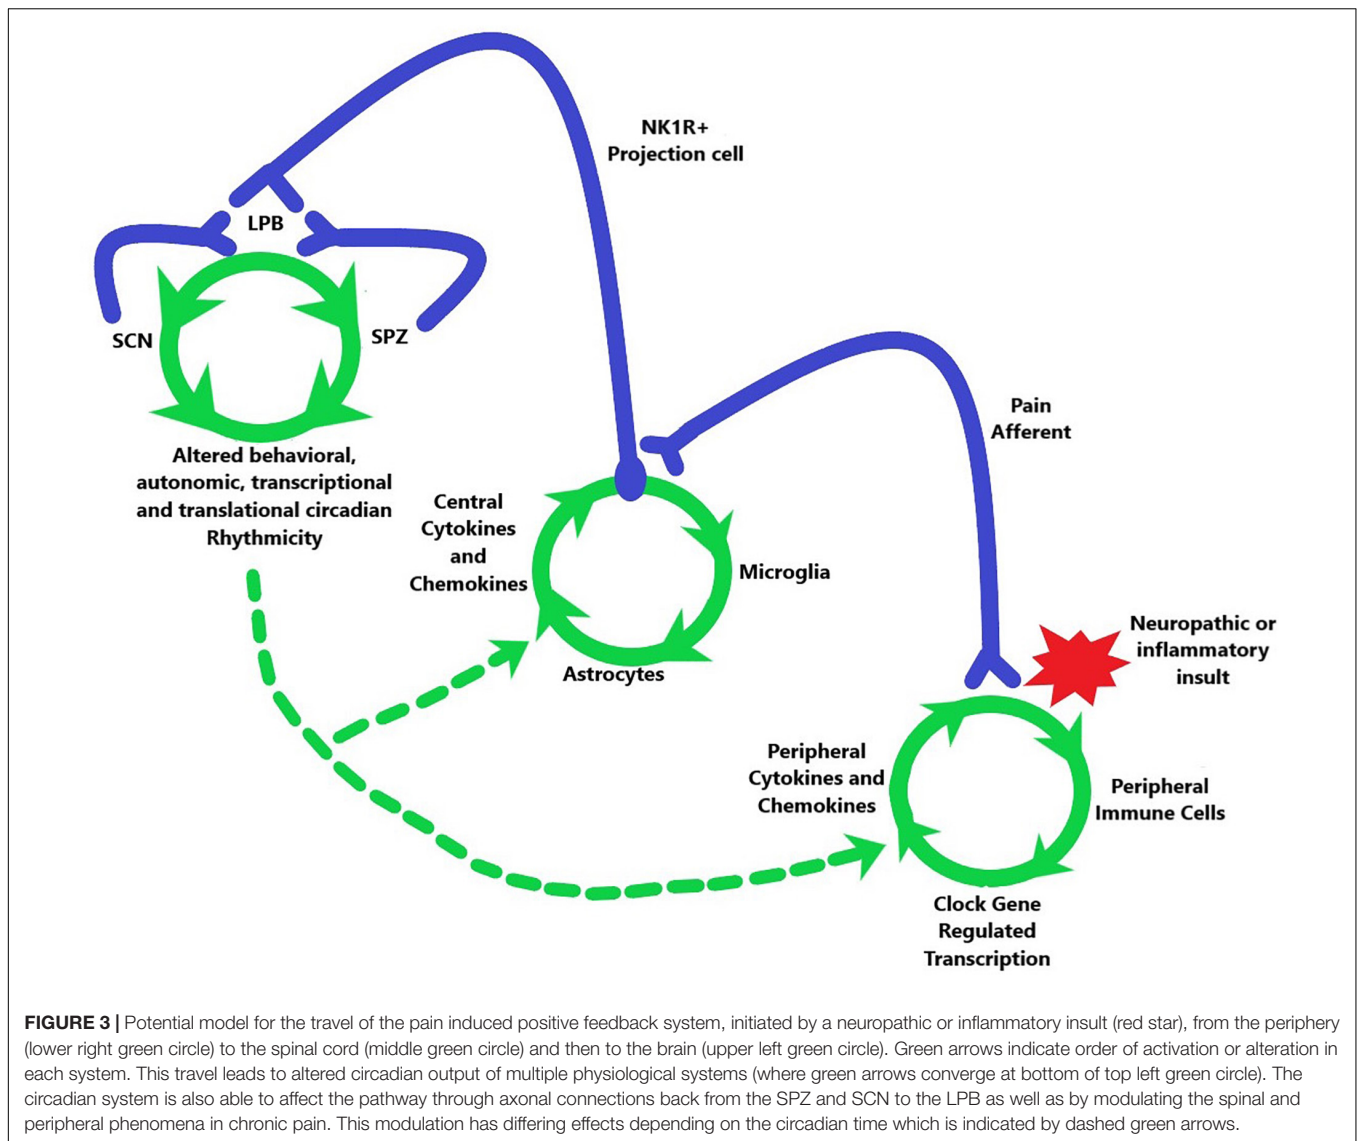 NK1R+
Projection cell
LPB
SCN
SPZ
Pain
Afferent
Altered behavioral,
autonomic, transcriptional
and translational circadian
Rhythmicity
Central
Cytokines
and
Chemokines
Microglia
Astrocytes
Neuropathic or
inflammatory
insult
Peripheral
Cytokines and
Chemokines
Peripheral
Immune Cells
Clock Gene
Regulated
Transcription
FIGURE 3 | Potential model for the travel of the pain induced positive feedback system, initiated by a neuropathic or inflammatory insult (red star), from the periphery
(lower right green circle) to the spinal cord (middle green circle) and then to the brain (upper left green circle). Green arrows indicate order of activation or alteration in
each system. This travel leads to altered circadian output of multiple physiological systems (where green arrows converge at bottom of top left green circle). The
circadian system is also able to affect the pathway through axonal connections back from the SPZ and SCN to the LPB as well as by modulating the spinal and
peripheral phenomena in chronic pain. This modulation has differing effects depending on the circadian time which is indicated by dashed green arrows.